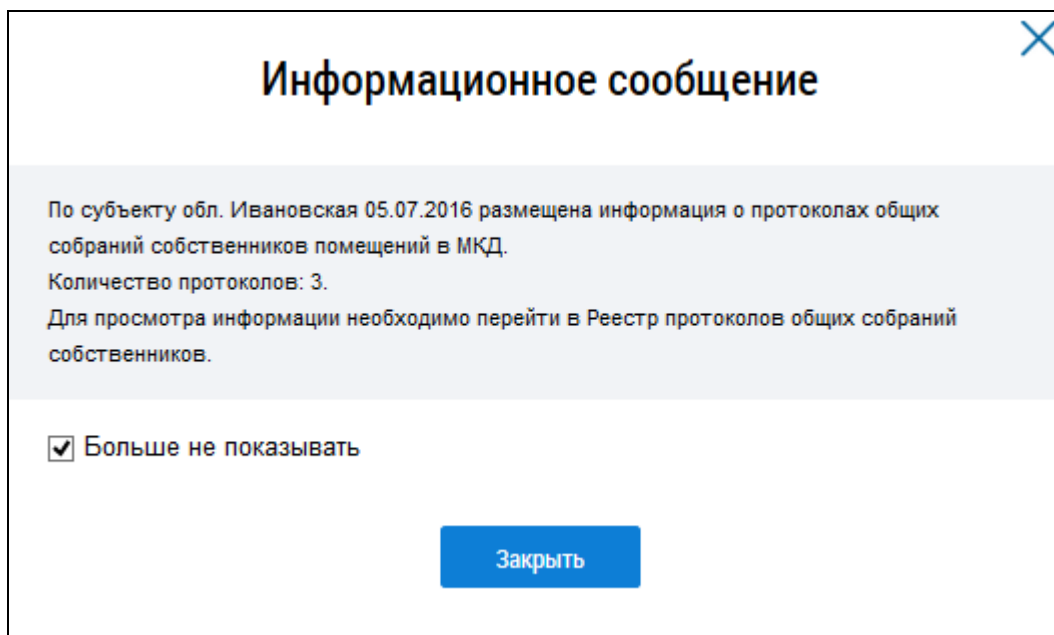 Информационное сообщение
По субъекту обл. Ивановская 05.07.2016 размещена информация о протоколах общих
собраний собственников помещений в МКД.
Количество протоколов: 3.
Для просмотра информации необходимо перейти в Реестр протоколов общих собраний
собственников.
Больше не показывать
Закрыть